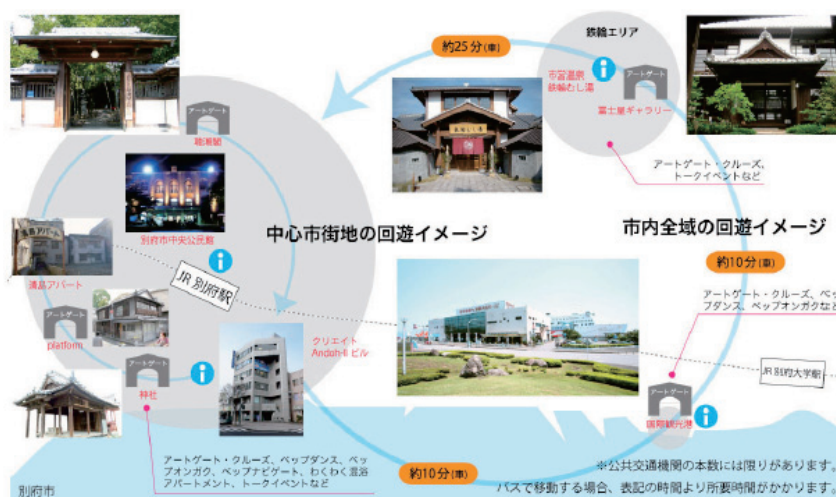 鉄輪エリア
約25分(車)
市営温泉
鉄輪むし湯
アートゲート
冨士屋ギャラリー
アートゲート・クルーズ、
トークイベントなど
アートゲート
聴潮閣
別府市中央公民館
中心市街地の回遊イメージ
市内全域の回遊イメージ
約10分(車)
清島アパート
JR 別府駅
アートゲート・クルーズ、ベッ
プダンス、ベップオンガクなど
アートゲート
platform
クリエイト
Andoh-II ビル
アートゲート
神社
JR 別府大学駅
アートゲート
国際観光港
アートゲート・クルーズ、ベップダンス、ベッ
プオンガク、ベップナビゲート、わくわく混浴
アパートメント、トークイベントなど
約10分(車)
※公共交通機関の本数には限りがあります。
バスで移動する場合、表記の時間より所要時間がかかります。
別府市